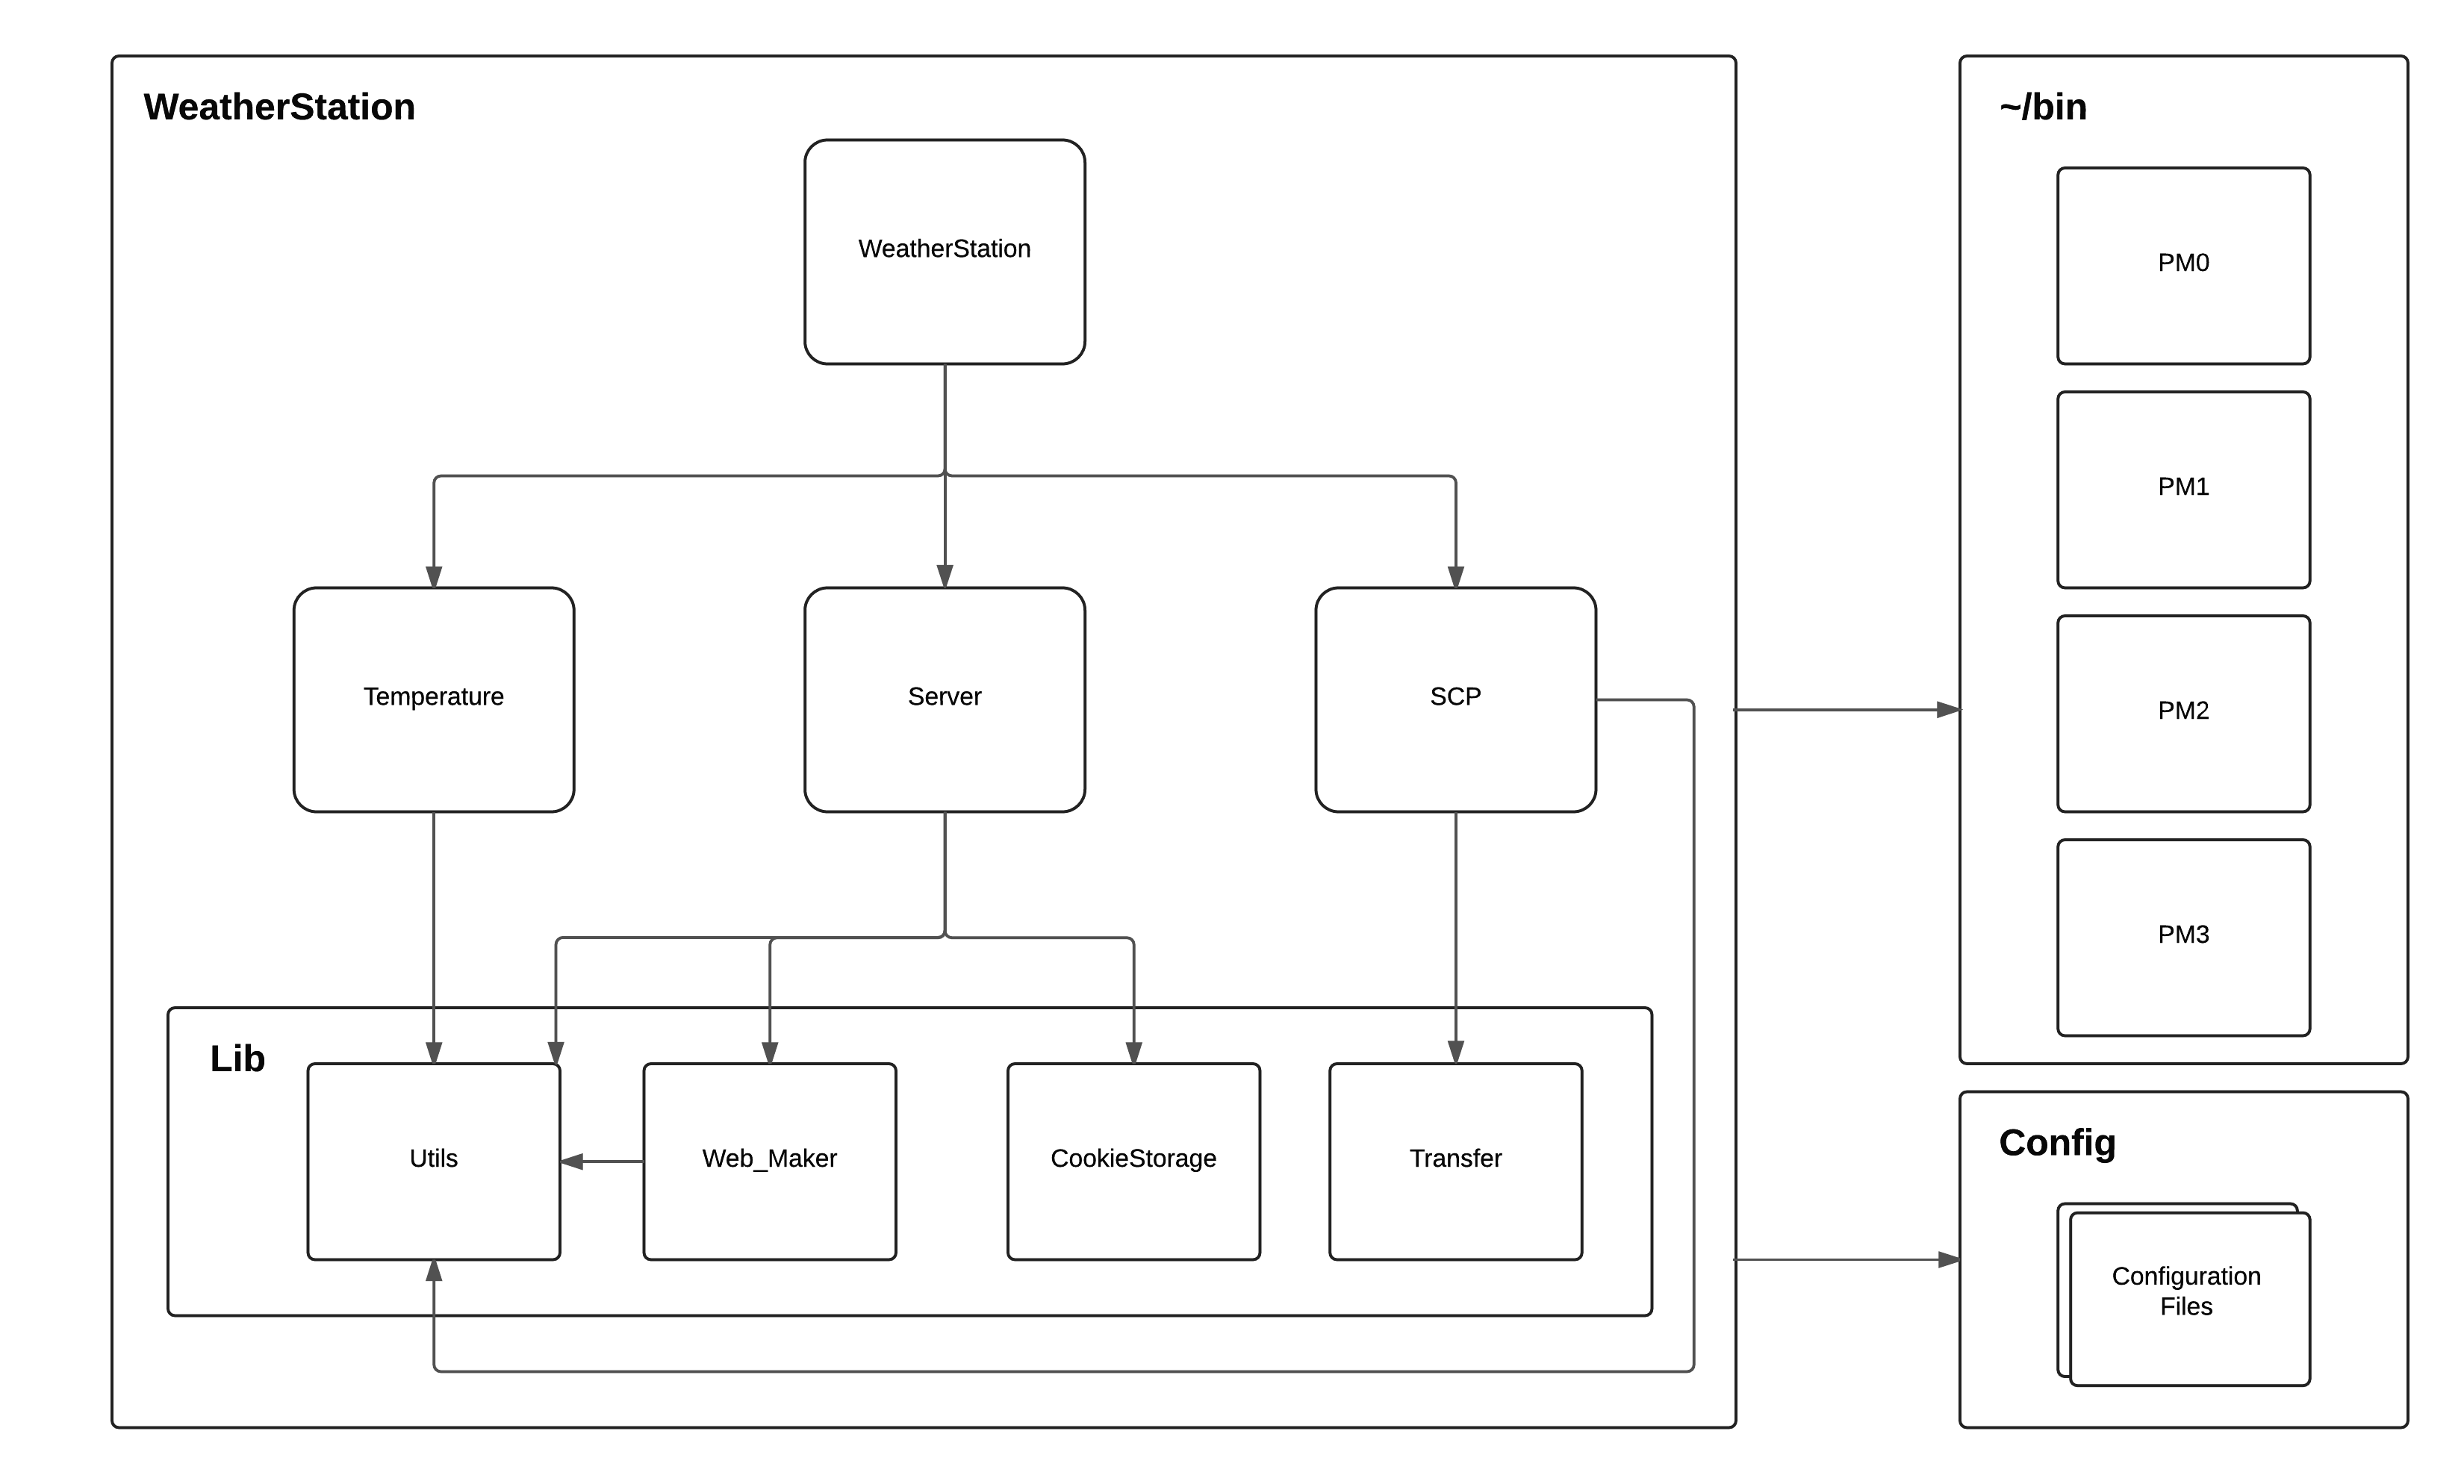 WeatherStation
WeatherStation
Temperature
Server
SCP
Lib
Utils
Web_Maker
CookieStorage
Transfer
~/bin
PM0
PM1
PM2
PM3
Config
Configuration
Files